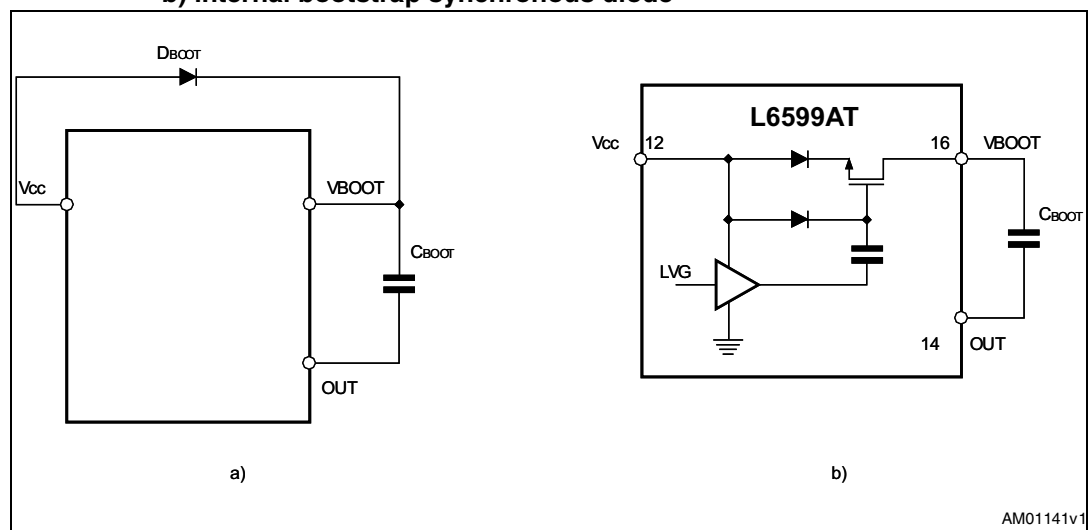 b) Internal bootstrap synchronous diode
DBOOT
Vcc
VBOOT
CBOOT
OUT
a)
L6599AT
Vcc
12
16
VBOOT
CBOOT
LVG
14
OUT
b)
AM01141v1